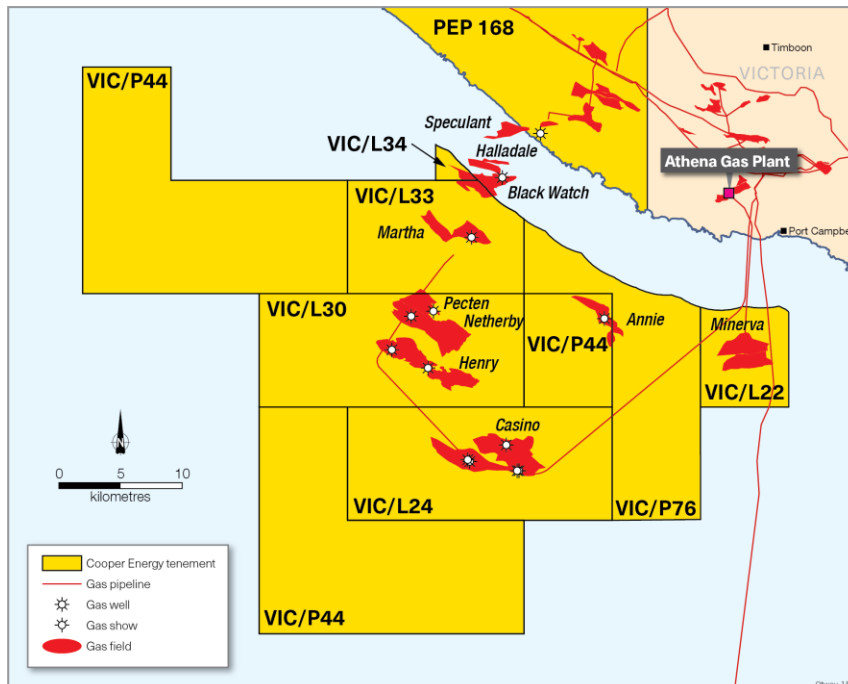 PEP 168
Timboon
VICTORIA
VIC/P44
Speculant
VIC/L34
Halladale
Athena Gas Plant
Black Watch
VIC/L33
Martha
Port Campbe
VIC/L30
Pecten
Netherby
Annie
Minerva
VIC/P44
Henry
VIC/L22
Casino
N
0 5 10
kilometres
VIC/L24
VIC/P76
Cooper Energy tenement
Gas pipeline
Gas well
Gas show
Gas field
VIC/P44